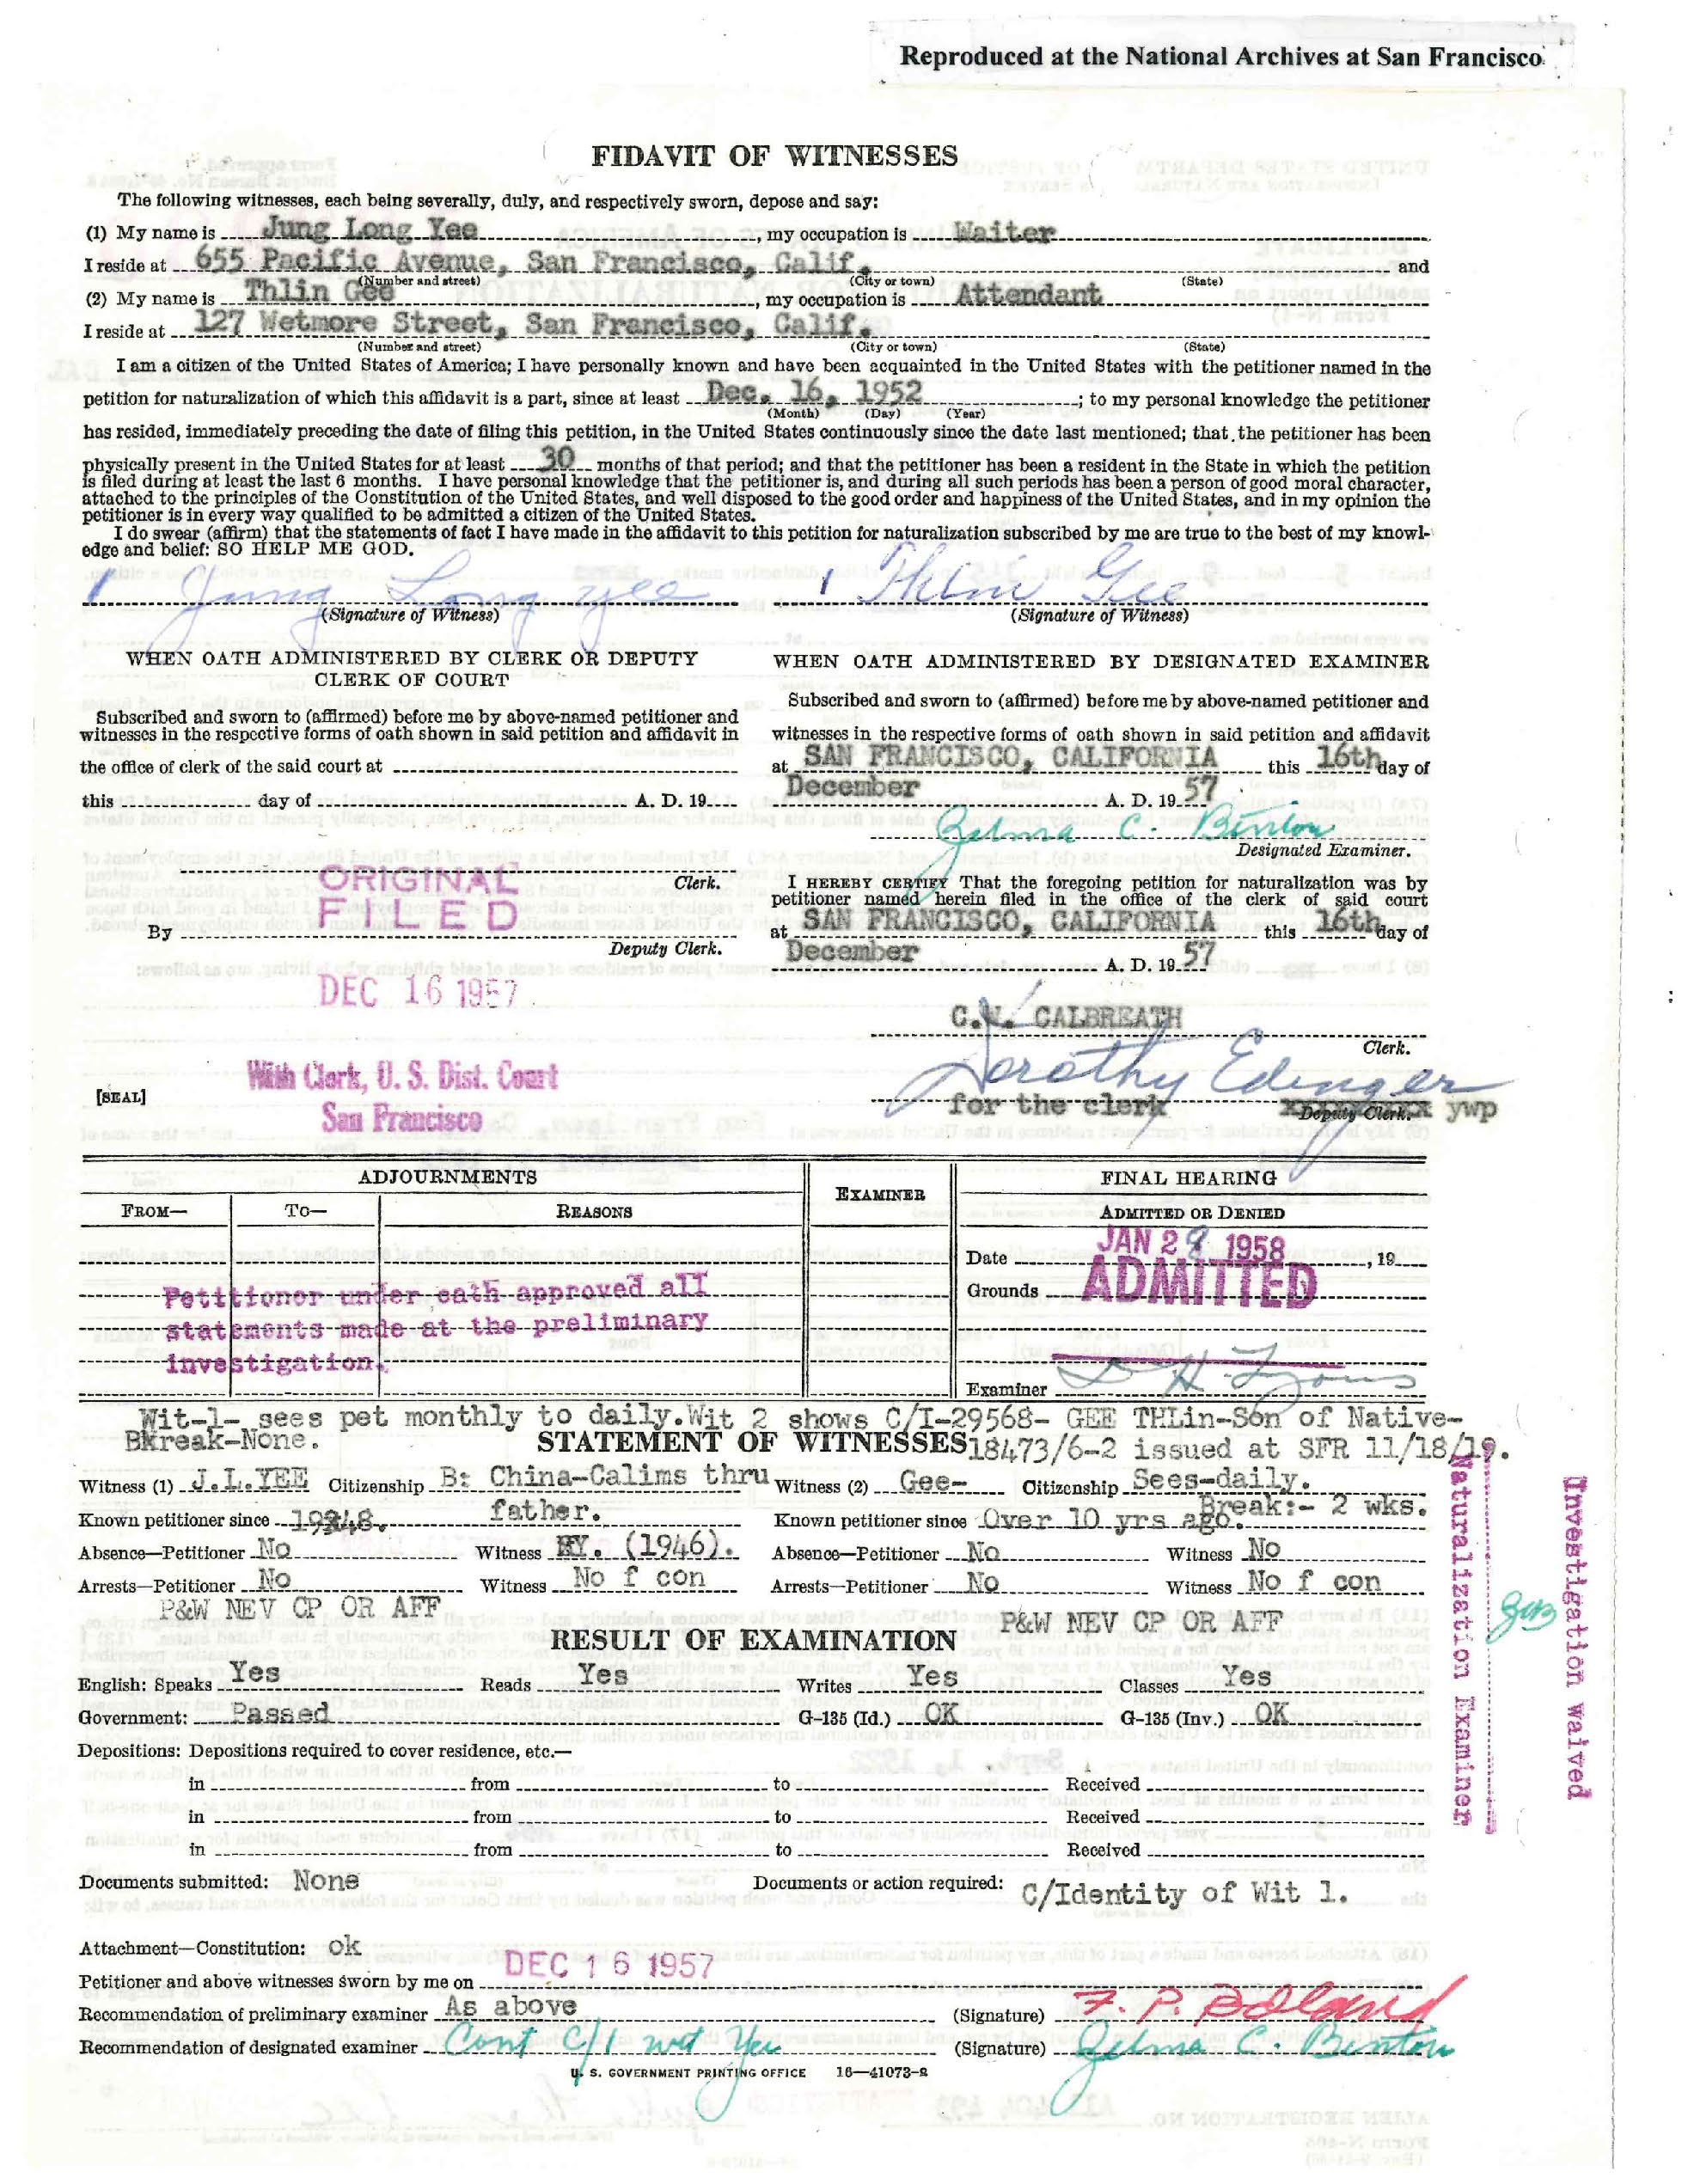 Reproduced at the National Archives at San Francisco
FIDAVIT OF WITNESSES
The following witnesses, each being severally, duly, and respectively sworn, depose and say:
(1) My name is Jung Long Yee, my occupation is Waiter
I reside at 655 Pacific Avenue, San Francisco, Calif. and
(Number and street) (City or town) (State)
(2) My name is Thlin Gee, my occupation is Attendant
I reside at 127 Wetmore Street, San Francisco, Calif.
(Number and street) (City or town) (State)
I am a citizen of the United States of America; I have personally known and have been acquainted in the United States with the petitioner named in the
petition for naturalization of which this affidavit is a part, since at least Dec. 16, 1952; to my personal knowledge the petitioner
(Month) (Day) (Year)
has resided, immediately preceding the date of filing this petition, in the United States continuously since the date last mentioned; that the petitioner has been
physically present in the United States for at least 30 months of that period; and that the petitioner has been a resident in the State in which the petition
is filed during at least the last 6 months. I have personal knowledge that the petitioner is, and during all such periods has been a person of good moral character,
attached to the principles of the Constitution of the United States, and well disposed to the good order and happiness of the United States, and in my opinion the
petitioner is in every way qualified to be admitted a citizen of the United States.
I do swear (affirm) that the statements of fact I have made in the affidavit to this petition for naturalization subscribed by me are true to the best of my knowl-
edge and belief: SO HELP ME GOD.
Jung Long Yee Thlin Gee
(Signature of Witness) (Signature of Witness)
WHEN OATH ADMINISTERED BY CLERK OR DEPUTY
CLERK OF COURT
Subscribed and sworn to (affirmed) before me by above-named petitioner and
witnesses in the respective forms of oath shown in said petition and affidavit in
the office of clerk of the said court at
this day of A. D. 19
Clerk.
By
Deputy Clerk.
ORIGINAL
FILED
DEC 16 1957
With Clerk, U. S. Dist. Court
San Francisco
[SEAL]
WHEN OATH ADMINISTERED BY DESIGNATED EXAMINER
Subscribed and sworn to (affirmed) before me by above-named petitioner and
witnesses in the respective forms of oath shown in said petition and affidavit
at SAN FRANCISCO, CALIFORNIA this 16th day of
December A. D. 19 57
Zelma C. Binton
Designated Examiner.
I HEREBY CERTIFY That the foregoing petition for naturalization was by
petitioner named herein filed in the office of the clerk of said court
at SAN FRANCISCO, CALIFORNIA this 16th day of
December A. D. 19 57
C.W. CALBREATH
Clerk.
Dorothy Edinger
for the clerk Deputy Clerk. ywp
ADJOURNMENTS EXAMINER FINAL HEARING
FROM— TO— REASONS ADMITTED OR DENIED
Date JAN 28 1958, 19
Grounds ADMITTED
Petitioner under oath approved all
statements made at the preliminary
investigation.
Examiner
Wit-1- sees pet monthly to daily. Wit 2 shows C/I-29568- GEE THLin-Son of Native-
Break-None. 18473/6-2 issued at SFR 11/18/19.
STATEMENT OF WITNESSES
Witness (1) J.L.YEE Citizenship B: China-Calims thru Witness (2) Gee- Citizenship Sees-daily.
father. Break:- 2 wks.
Known petitioner since 1948. Known petitioner since Over 10 yrs ago.
Absence—Petitioner No Witness (1946). Absence—Petitioner No Witness No
Arrests—Petitioner No Witness No f con Arrests—Petitioner No Witness No f con
P&W NEV CP OR AFF P&W NEV CP OR AFF
RESULT OF EXAMINATION
English: Speaks Yes Reads Yes Writes Yes Classes Yes
Government: Passed G-135 (Id.) OK G-135 (Inv.) OK
Depositions: Depositions required to cover residence, etc.—
in from to Received
in from to Received
in from to Received
Documents submitted: None Documents or action required: C/Identity of Wit 1.
Attachment—Constitution: ok
Petitioner and above witnesses sworn by me on DEC 16 1957
Recommendation of preliminary examiner As above (Signature)
Recommendation of designated examiner Cont C/I wit Yee (Signature) Zelma C. Binton
U. S. GOVERNMENT PRINTING OFFICE 16—41073-2
Naturalization Examiner
Investigation waived
zcb